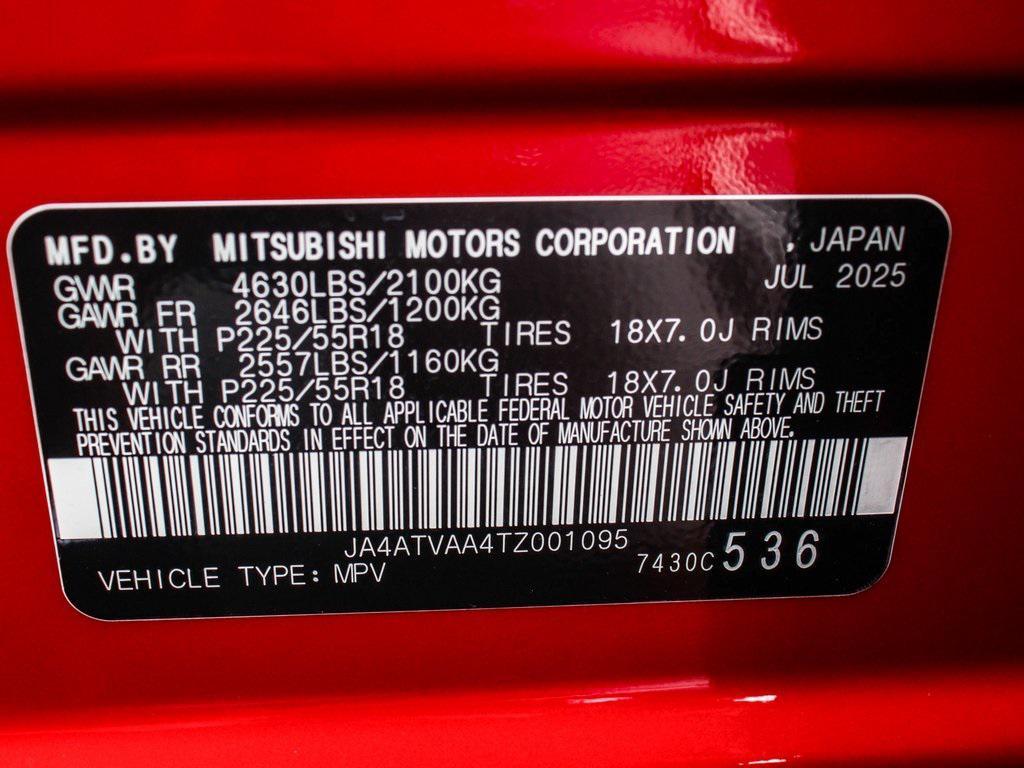 MFD.BY MITSUBISHI MOTORS CORPORATION . JAPAN
GVWR 4630LBS/2100KG JUL 2025
GAWR FR 2646LBS/1200KG
WITH P225/55R18 TIRES 18X7.0J RIMS
GAWR RR 2557LBS/1160KG
WITH P225/55R18 TIRES 18X7.0J RIMS
THIS VEHICLE CONFORMS TO ALL APPLICABLE FEDERAL MOTOR VEHICLE SAFETY AND THEFT
PREVENTION STANDARDS IN EFFECT ON THE DATE OF MANUFACTURE SHOWN ABOVE.
JA4ATVAA4TZ001095
7430C 536
VEHICLE TYPE: MPV